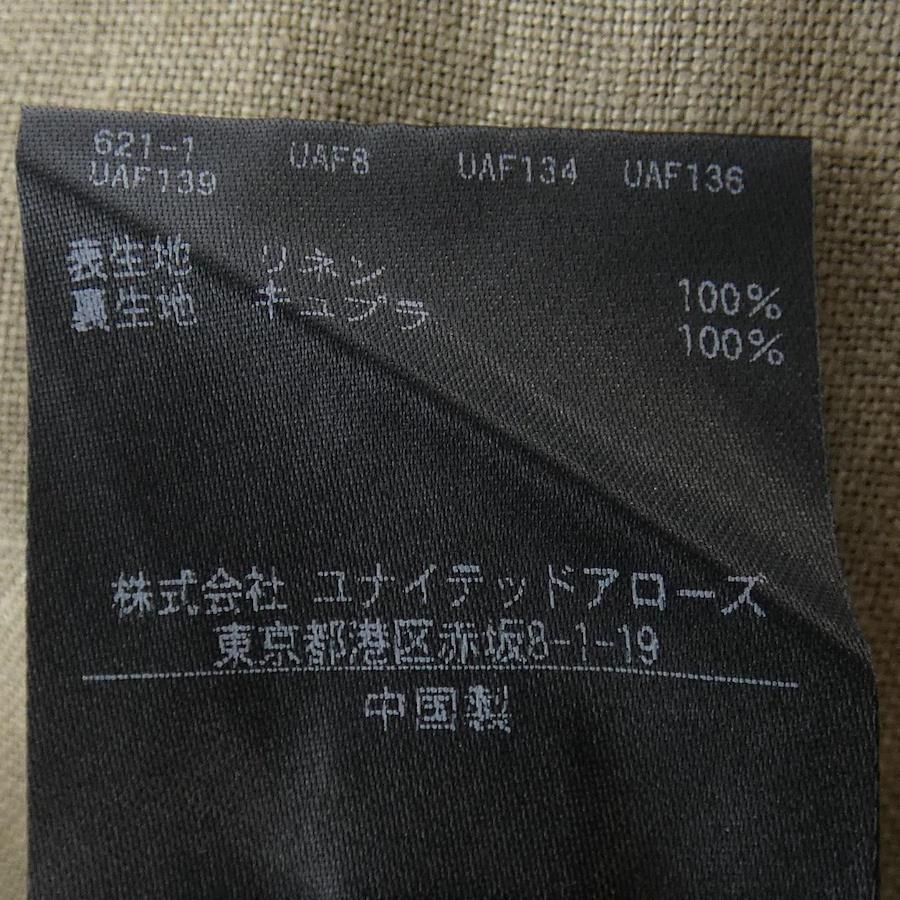 621-1
UAF139 UAF8 UAF134 UAF136
表生地 リネン 100%
裏生地 キュプラ 100%
株式会社 ユナイテッドアローズ
東京都港区赤坂8-1-19
中国製